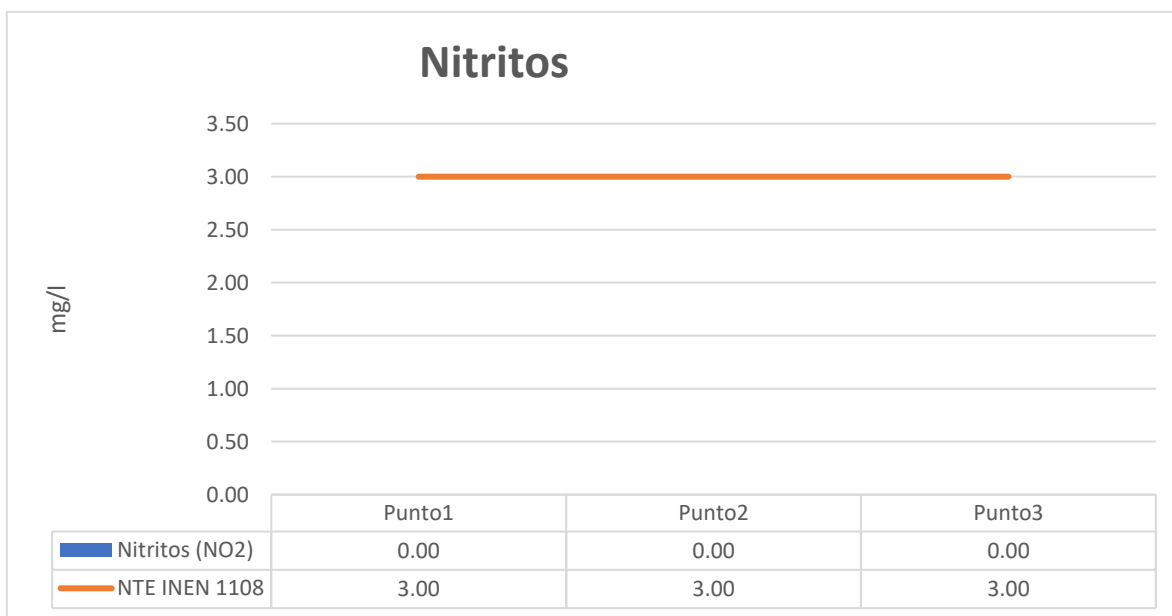 Nitritos
3.50
3.00
2.50
2.00
1.50
1.00
0.50
0.00
mg/l
Punto1 Punto2 Punto3
Nitritos (NO2) 0.00 0.00 0.00
NTE INEN 1108 3.00 3.00 3.00